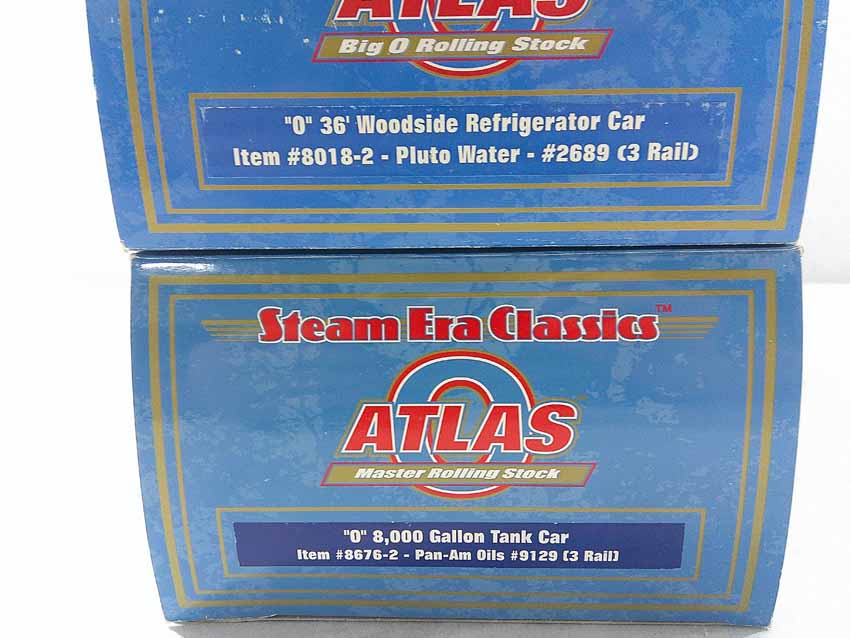 ATLAS
Big O Rolling Stock
"O" 36' Woodside Refrigerator Car
Item #8018-2 - Pluto Water - #2689 (3 Rail)
Steam Era Classics™
ATLAS
Master Rolling Stock
"O" 8,000 Gallon Tank Car
Item #8676-2 - Pan-Am Oils #9129 (3 Rail)